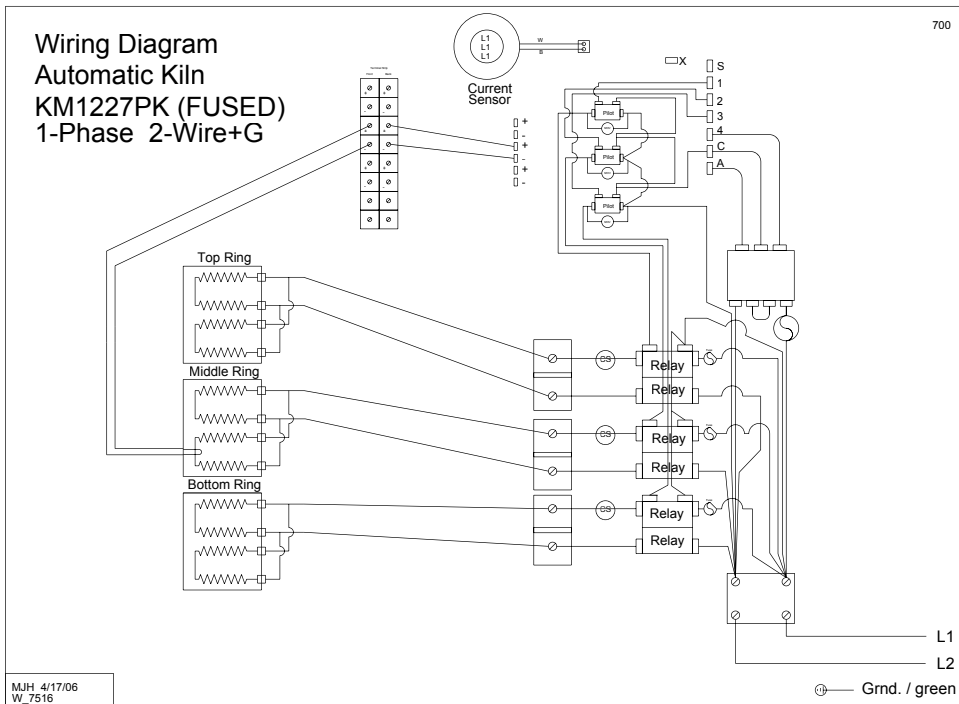 700
Wiring Diagram
Automatic Kiln
KM1227PK (FUSED)
1-Phase 2-Wire+G
L1
L1
L1
W
B
Current
Sensor
X
S
1
2
3
4
C
A
+
-
+
-
+
-
Pilot
Pilot
Pilot
Top Ring
Middle Ring
Bottom Ring
CS
Relay
Relay
CS
Relay
Relay
CS
Relay
Relay
L1
L2
Grnd. / green
MJH 4/17/06
W_7516